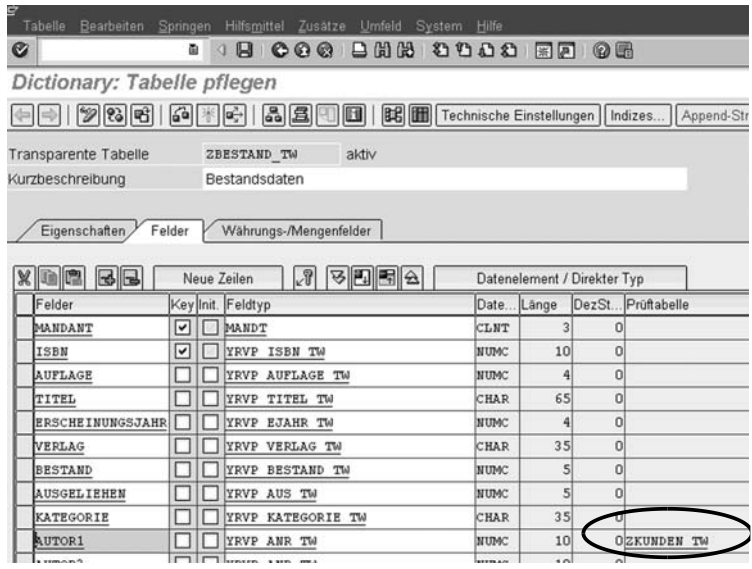 Tabelle Bearbeiten Springen Hilfsmittel Zusätze Umfeld System Hilfe
Dictionary: Tabelle pflegen
Technische Einstellungen Indizes... Append-Str
Transparente Tabelle ZBESTAND_TW aktiv
Kurzbeschreibung Bestandsdaten
Eigenschaften Felder Währungs-/Mengenfelder
Neue Zeilen Datenelement / Direkter Typ
Felder Key Init. Feldtyp Date... Länge DezSt... Prüftabelle
MANDANT MANDT CLNT 3 0
ISBN YRVP_ISBN_TW NUMC 10 0
AUFLAGE YRVP_AUFLAGE_TW NUMC 4 0
TITEL YRVP_TITEL_TW CHAR 65 0
ERSCHEINUNGSJAHR YRVP_EJAHR_TW NUMC 4 0
VERLAG YRVP_VERLAG_TW CHAR 35 0
BESTAND YRVP_BESTAND_TW NUMC 5 0
AUSGELIEHEN YRVP_AUS_TW NUMC 5 0
KATEGORIE YRVP_KATEGORIE_TW CHAR 35 0
AUTOR1 YRVP_ANR_TW NUMC 10 0 ZKUNDEN_TW